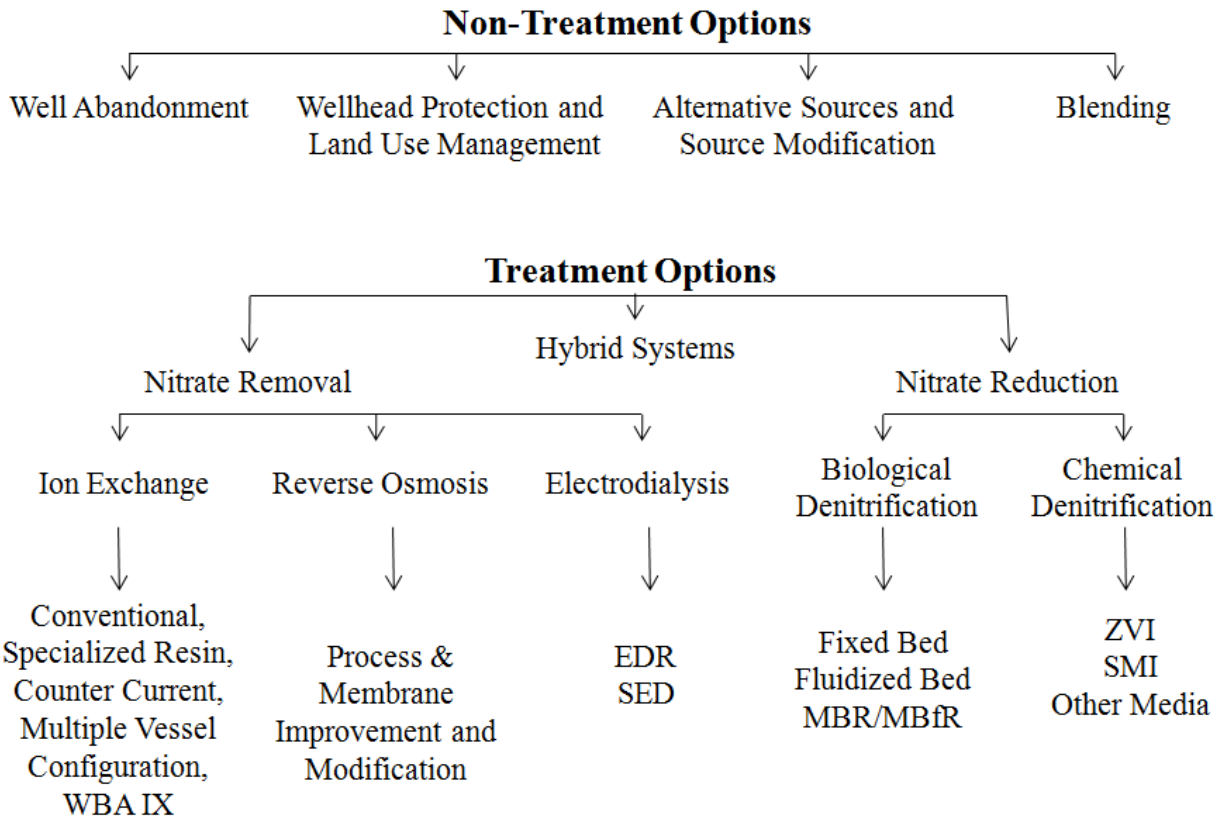 Non-Treatment Options
Well Abandonment
Wellhead Protection and
Land Use Management
Alternative Sources and
Source Modification
Blending
Treatment Options
Hybrid Systems
Nitrate Removal
Nitrate Reduction
Ion Exchange
Reverse Osmosis
Electrodialysis
Biological
Denitrification
Chemical
Denitrification
Conventional,
Specialized Resin,
Counter Current,
Multiple Vessel
Configuration,
WBA IX
Process &
Membrane
Improvement and
Modification
EDR
SED
Fixed Bed
Fluidized Bed
MBR/MBfR
ZVI
SMI
Other Media